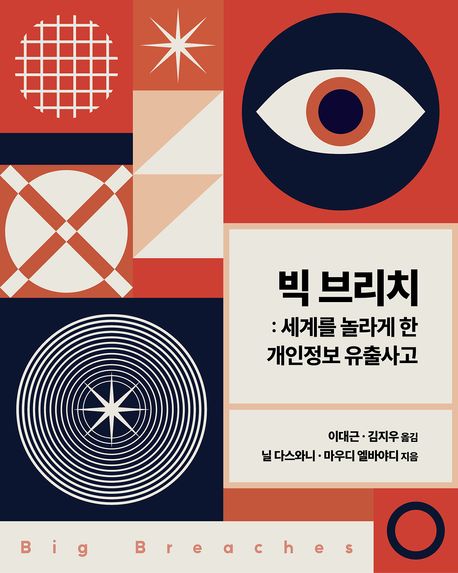 빅 브리치
: 세계를 놀라게 한
개인정보 유출사고
이대근 · 김지우 옮김
닐 다스와니 · 마우디 엘바야디 지음
Big Breaches